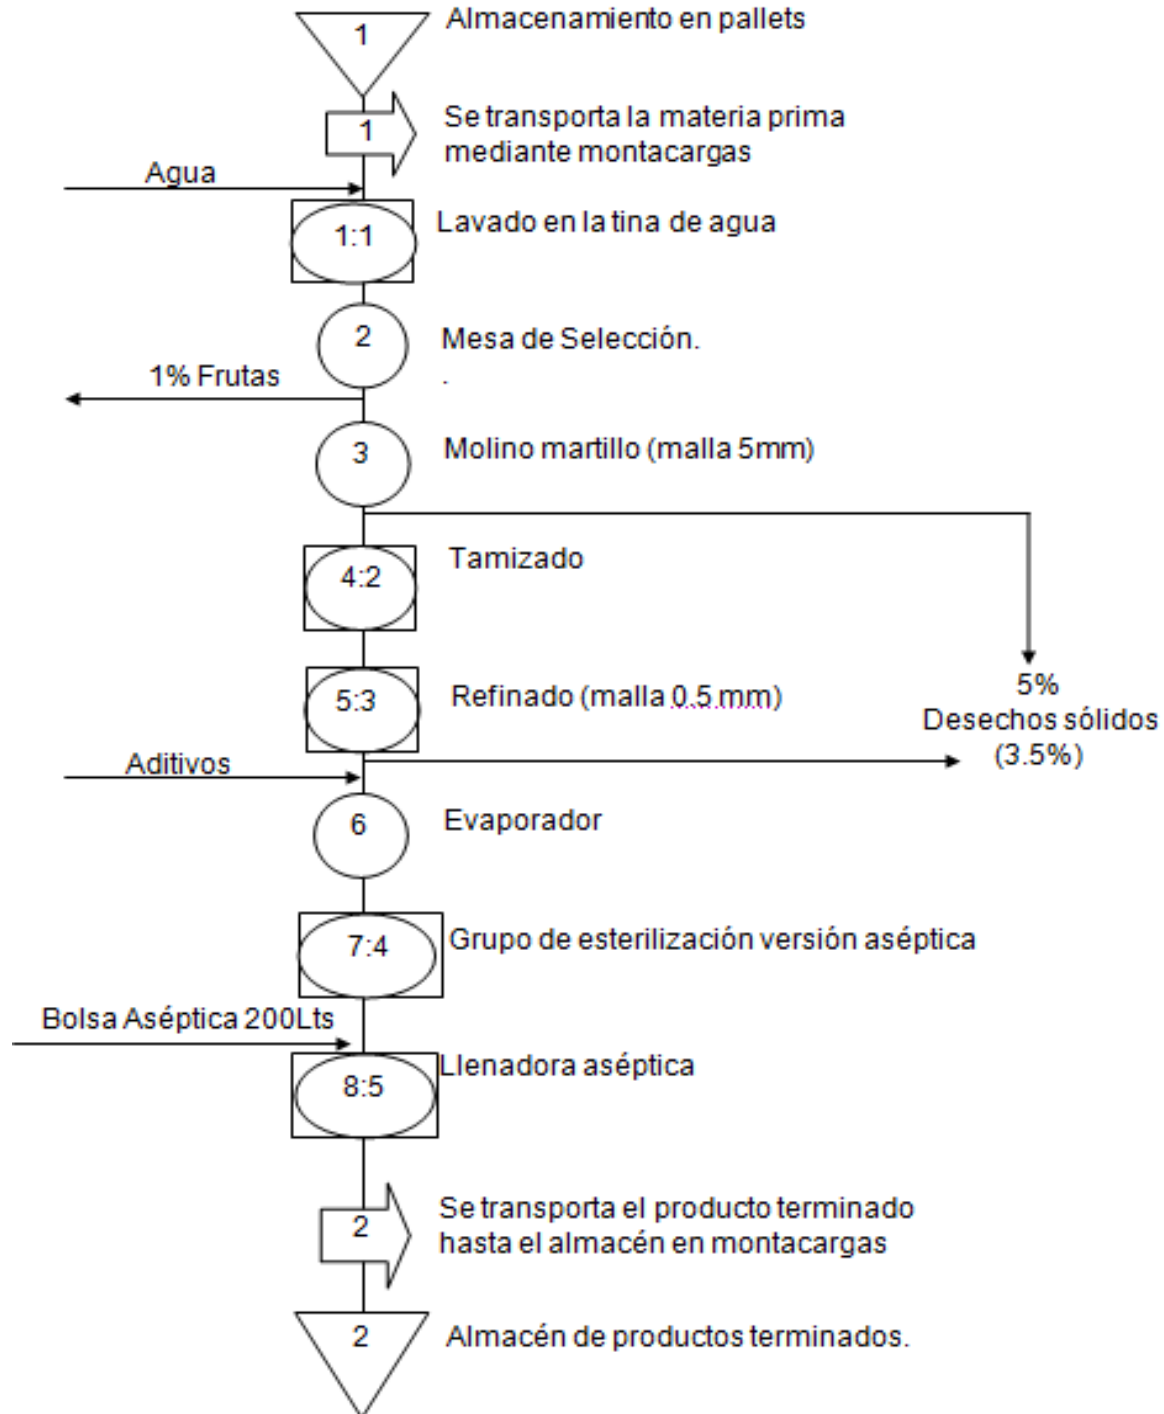 1
Almacenamiento en pallets
1
Se transporta la materia prima
mediante montacargas
Agua
1:1
Lavado en la tina de agua
2
Mesa de Selección.
.
1% Frutas
3
Molino martillo (malla 5mm)
4:2
Tamizado
5:3
Refinado (malla 0.5 mm)
5%
Desechos sólidos
(3.5%)
Aditivos
6
Evaporador
7:4
Grupo de esterilización versión aséptica
Bolsa Aséptica 200Lts
8:5
Llenadora aséptica
2
Se transporta el producto terminado
hasta el almacén en montacargas
2
Almacén de productos terminados.